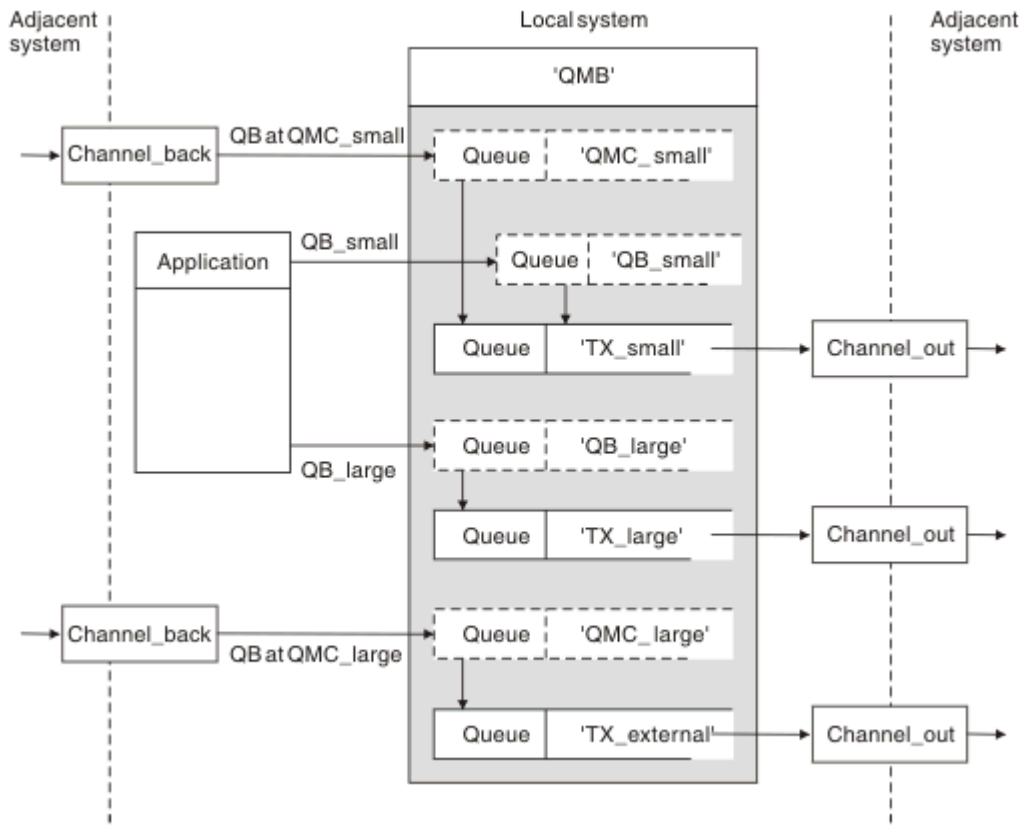 Adjacent
system
Local system
Adjacent
system
'QMB'
Channel_back
QB at QMC_small
Queue
'QMC_small'
Application
QB_small
Queue
'QB_small'
Queue
'TX_small'
Channel_out
QB_large
Queue
'QB_large'
Queue
'TX_large'
Channel_out
Channel_back
QB at QMC_large
Queue
'QMC_large'
Queue
'TX_external'
Channel_out